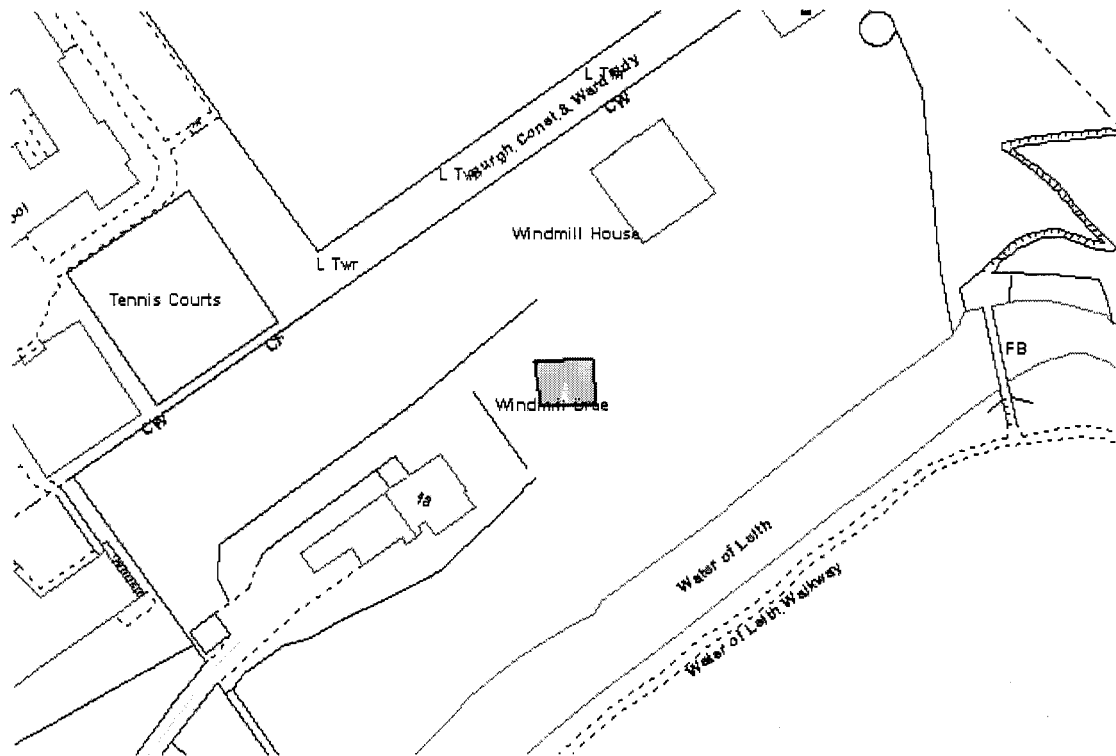 L Twr
Burgh, Const & Ward Bdy
CW
L Twr
Windmill House
L Twr
Tennis Courts
CF
FB
Windmill Brae
CW
Water of Leith
Water of Leith Walkway